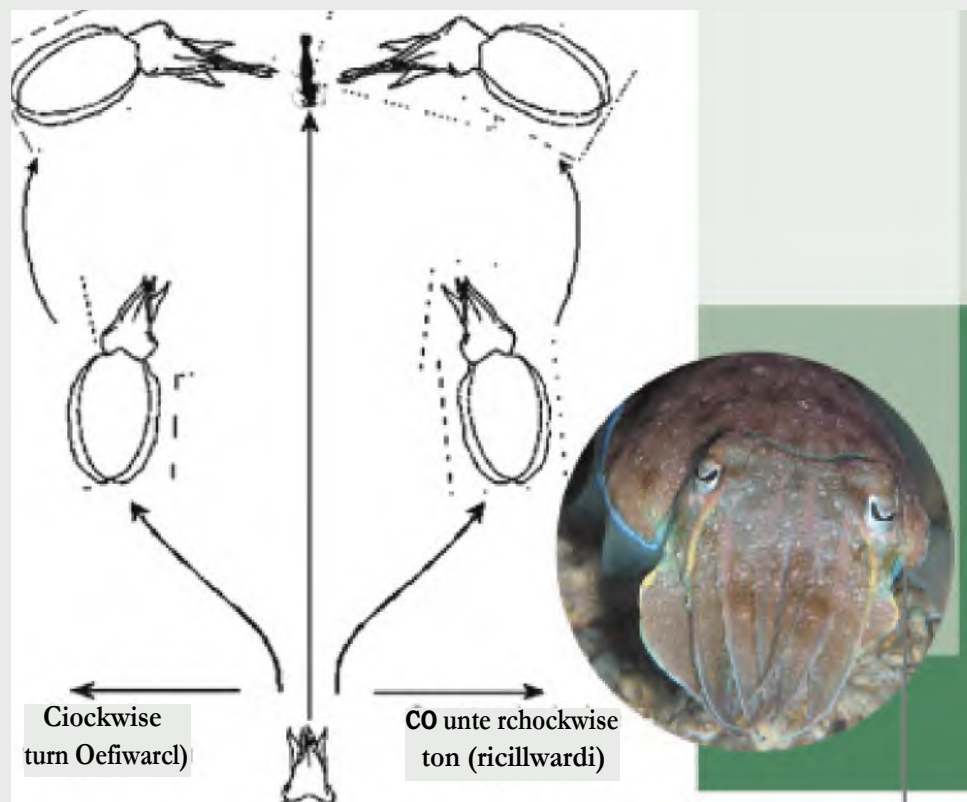 Ciockwise
turn Oefiwarcl)
CO unte rchockwise
ton (ricillwardi)